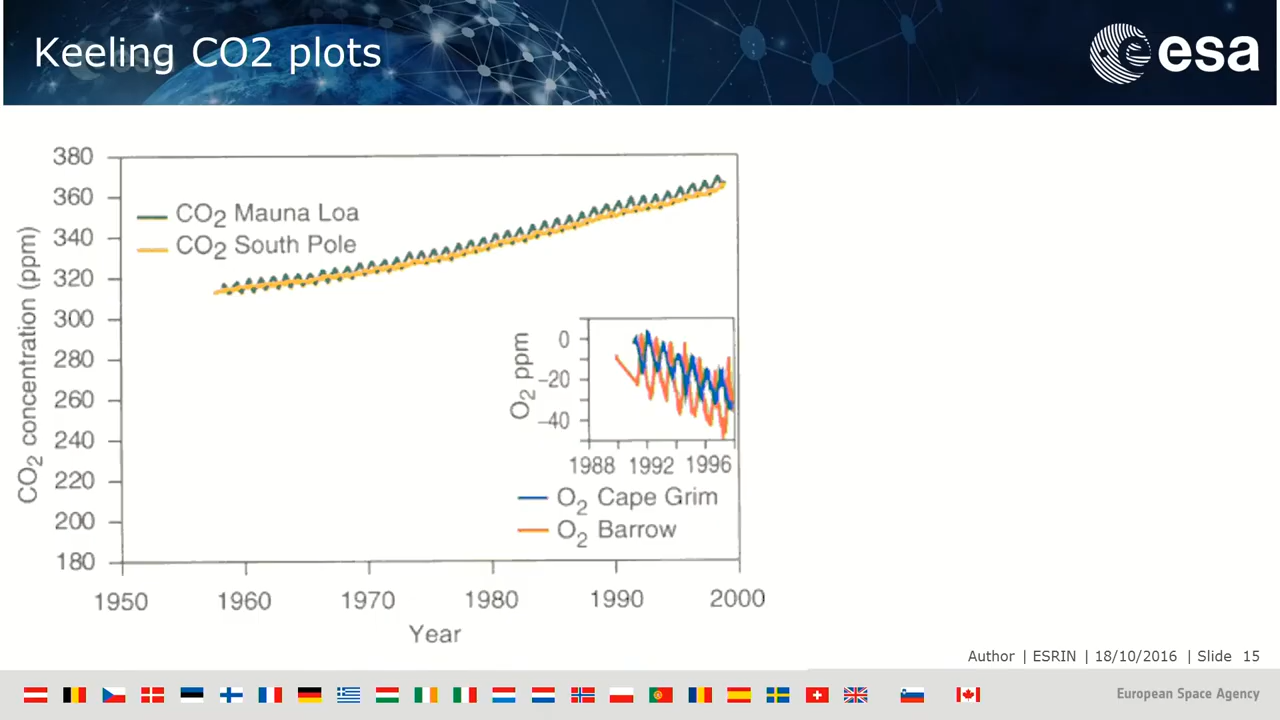 Keeling CO2 plots
esa
380
360
340
320
300
280
260
240
220
200
180
CO2 concentration (ppm)
CO2 Mauna Loa
CO2 South Pole
O2 ppm
0
–20
–40
1988 1992 1996
O2 Cape Grim
O2 Barrow
1950 1960 1970 1980 1990 2000
Year
Author | ESRIN | 18/10/2016 | Slide 15
European Space Agency